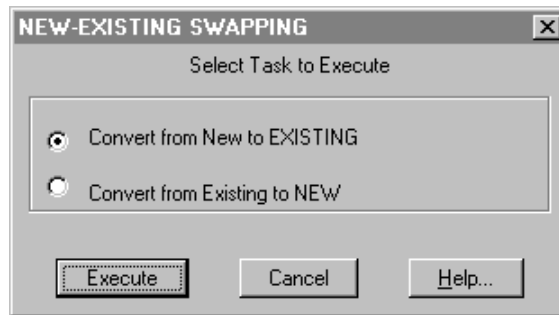 NEW-EXISTING SWAPPING
Select Task to Execute
Convert from New to EXISTING
Convert from Existing to NEW
Execute Cancel Help...